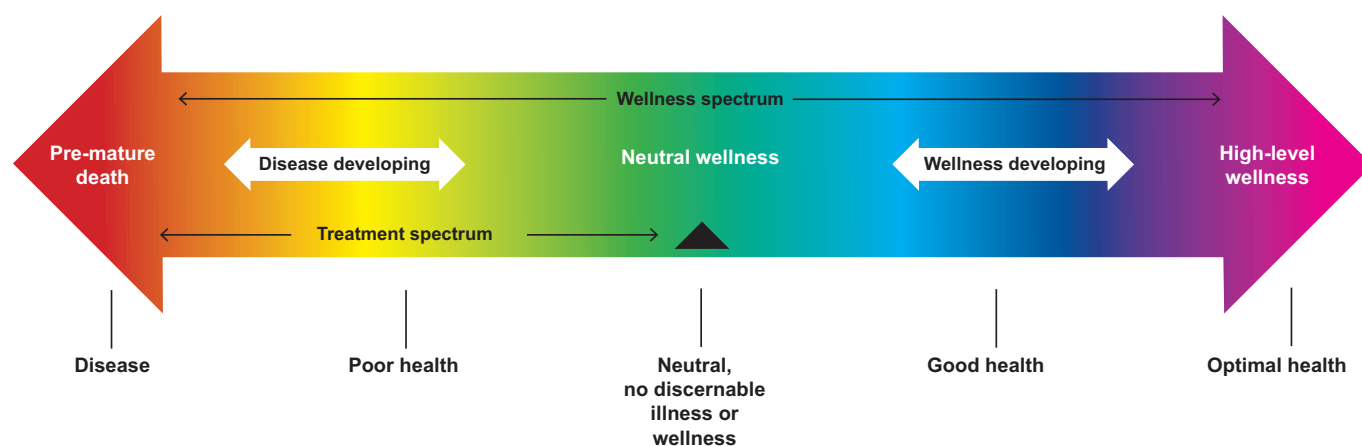 Wellness spectrum
Pre-mature
death
Disease developing
Neutral wellness
Wellness developing
High-level
wellness
Treatment spectrum
Disease
Poor health
Neutral,
no discernable
illness or
wellness
Good health
Optimal health